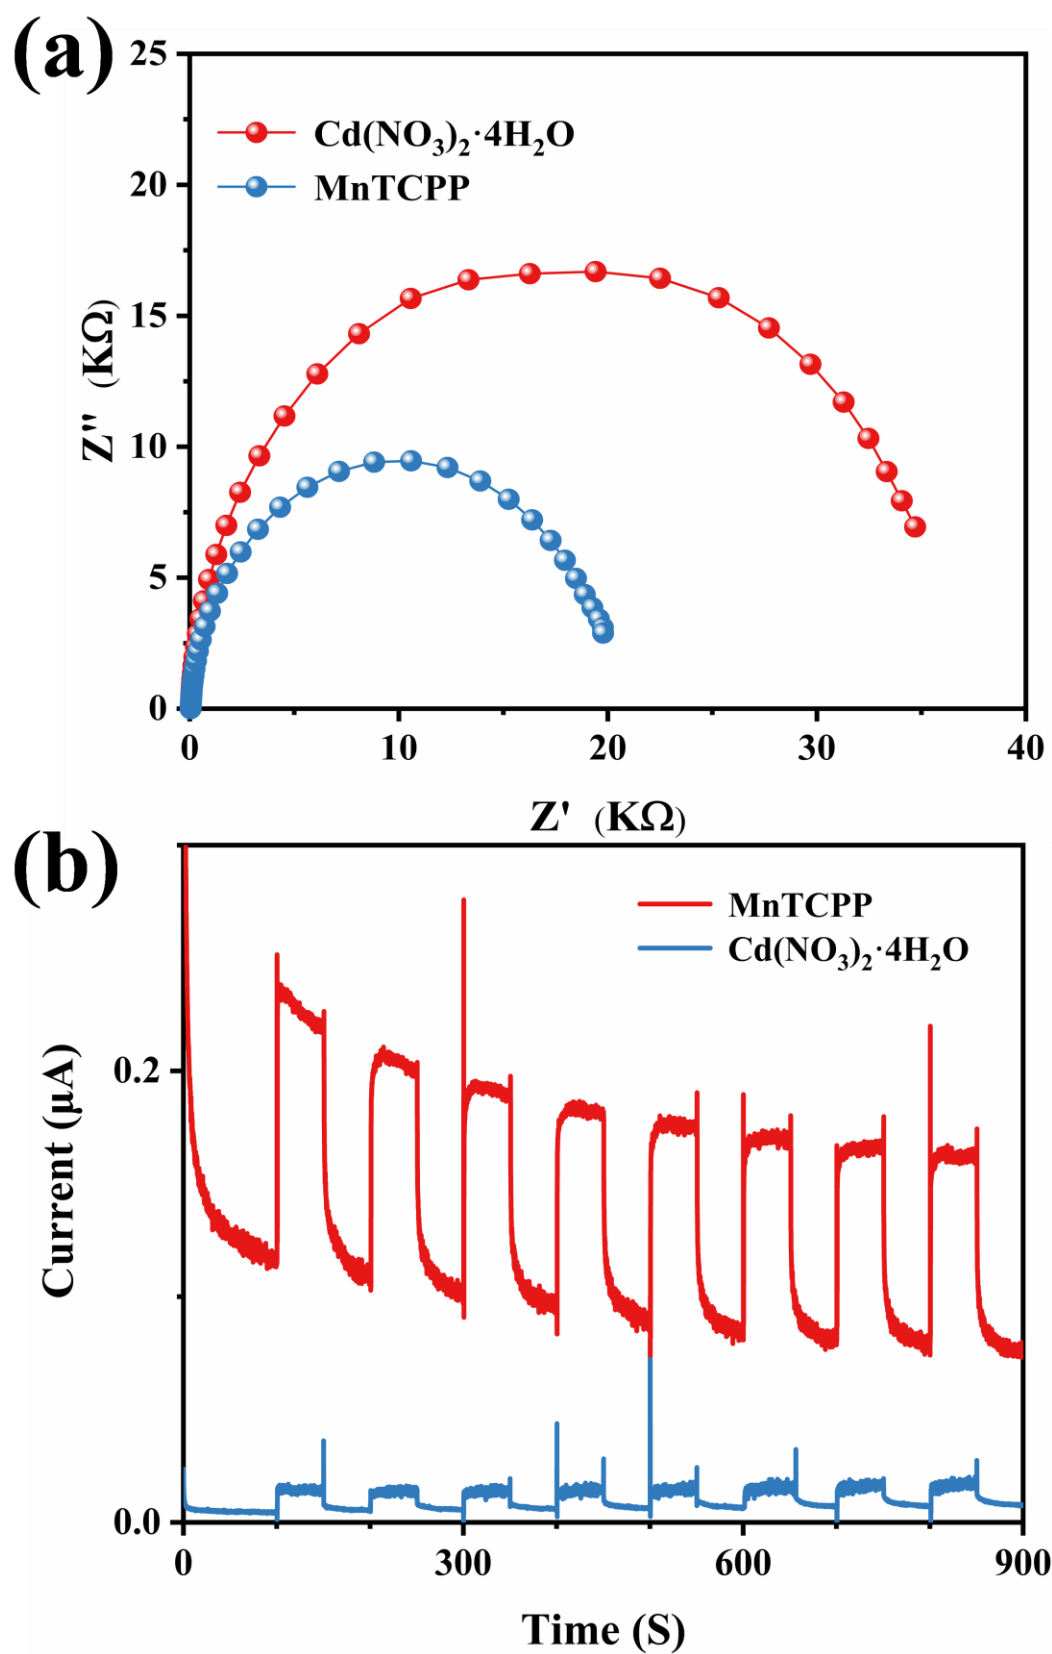 (a)
25
20
15
10
5
0
Z'' (KΩ)
Cd(NO₃)₂·4H₂O
MnTCPP
0 10 20 30 40
Z' (KΩ)
(b)
MnTCPP
Cd(NO₃)₂·4H₂O
0.2
0.0
Current (μA)
0 300 600 900
Time (S)